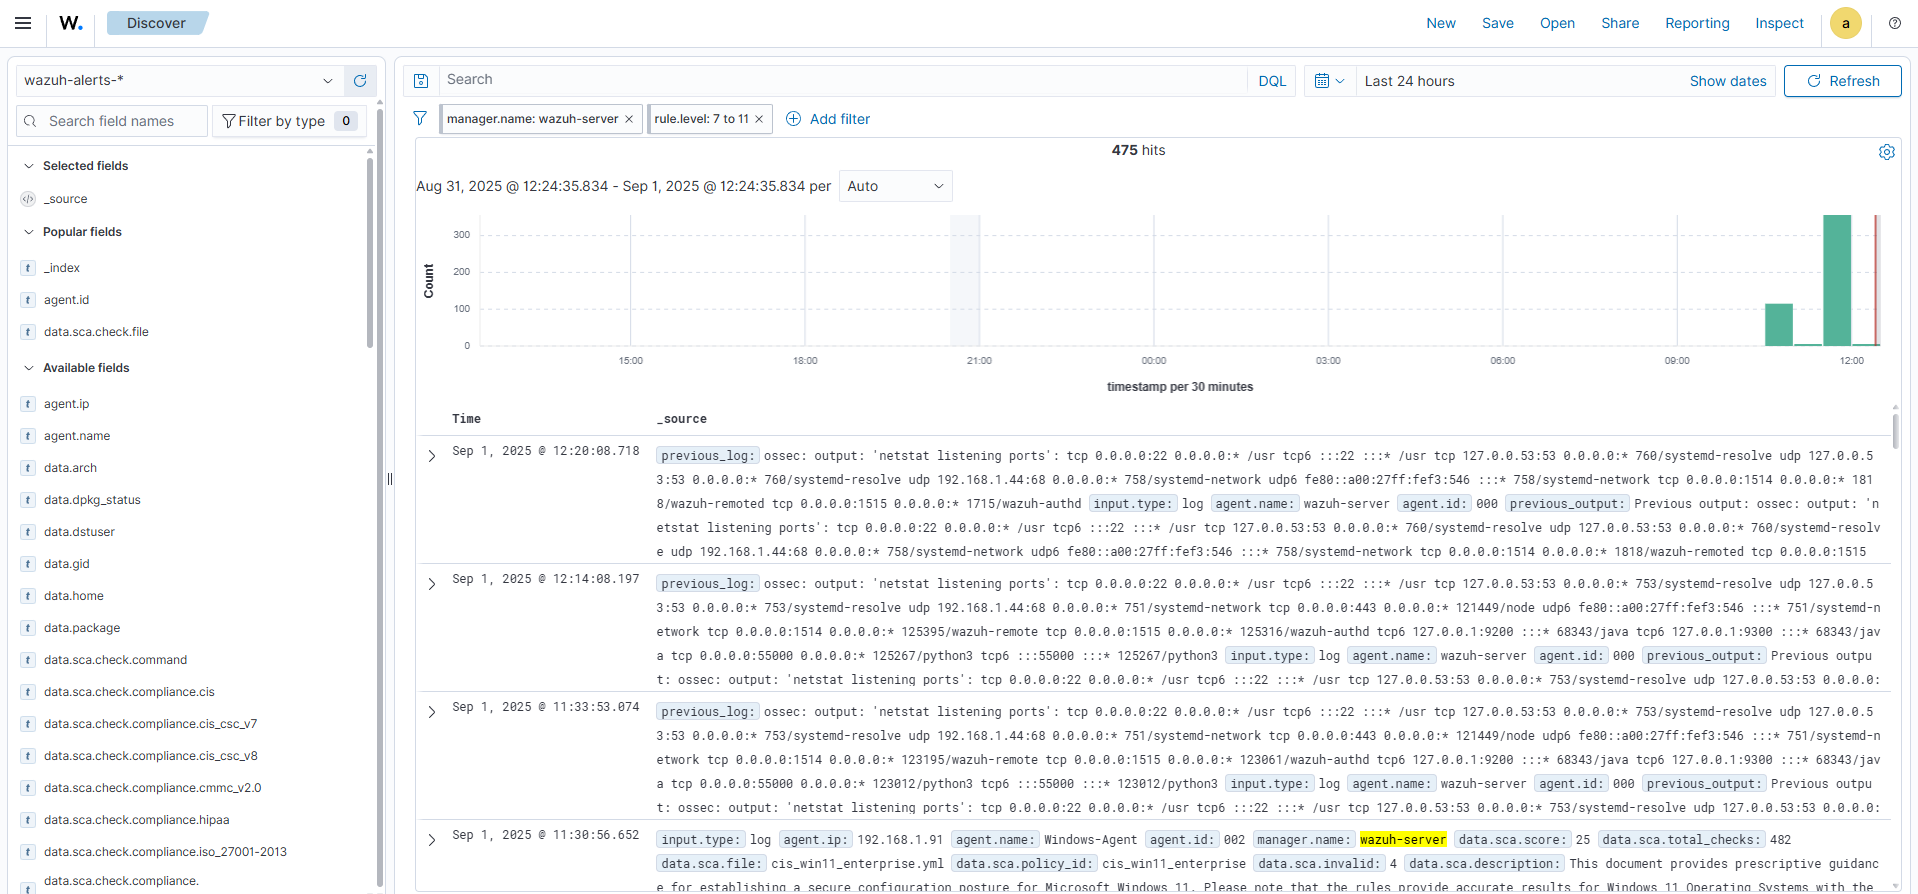 W. Discover New Save Open Share Reporting Inspect a
wazuh-alerts-*
Search DQL Last 24 hours Show dates Refresh
Search field names Filter by type 0
manager.name: wazuh-server × rule.level: 7 to 11 × Add filter
Selected fields
_source
Popular fields
_index
agent.id
data.sca.check.file
Available fields
agent.ip
agent.name
data.arch
data.dpkg_status
data.dstuser
data.gid
data.home
data.package
data.sca.check.command
data.sca.check.compliance.cis
data.sca.check.compliance.cis_csc_v7
data.sca.check.compliance.cis_csc_v8
data.sca.check.compliance.cmmc_v2.0
data.sca.check.compliance.hipaa
data.sca.check.compliance.iso_27001-2013
data.sca.check.compliance.
475 hits
Aug 31, 2025 @ 12:24:35.834 - Sep 1, 2025 @ 12:24:35.834 per Auto
Count
300
200
100
0
15:00 18:00 21:00 00:00 03:00 06:00 09:00 12:00
timestamp per 30 minutes
Time _source
Sep 1, 2025 @ 12:20:08.718 previous_log: ossec: output: 'netstat listening ports': tcp 0.0.0.0:22 0.0.0.0:* /usr tcp6 :::22 :::* /usr tcp 127.0.0.53:53 0.0.0.0:* 760/systemd-resolve udp 127.0.0.5
3:53 0.0.0.0:* 760/systemd-resolve udp 192.168.1.44:68 0.0.0.0:* 758/systemd-network udp6 fe80::a00:27ff:fef3:546 :::* 758/systemd-network tcp 0.0.0.0:1514 0.0.0.0:* 181
8/wazuh-remoted tcp 0.0.0.0:1515 0.0.0.0:* 1715/wazuh-authd input.type: log agent.name: wazuh-server agent.id: 000 previous_output: Previous output: ossec: output: 'n
etstat listening ports': tcp 0.0.0.0:22 0.0.0.0:* /usr tcp6 :::22 :::* /usr tcp 127.0.0.53:53 0.0.0.0:* 760/systemd-resolve udp 127.0.0.53:53 0.0.0.0:* 760/systemd-resolv
e udp 192.168.1.44:68 0.0.0.0:* 758/systemd-network udp6 fe80::a00:27ff:fef3:546 :::* 758/systemd-network tcp 0.0.0.0:1514 0.0.0.0:* 1818/wazuh-remoted tcp 0.0.0.0:1515
Sep 1, 2025 @ 12:14:08.197 previous_log: ossec: output: 'netstat listening ports': tcp 0.0.0.0:22 0.0.0.0:* /usr tcp6 :::22 :::* /usr tcp 127.0.0.53:53 0.0.0.0:* 753/systemd-resolve udp 127.0.0.5
3:53 0.0.0.0:* 753/systemd-resolve udp 192.168.1.44:68 0.0.0.0:* 751/systemd-network tcp 0.0.0.0:443 0.0.0.0:* 121449/node udp6 fe80::a00:27ff:fef3:546 :::* 751/systemd-n
etwork tcp 0.0.0.0:1514 0.0.0.0:* 125395/wazuh-remote tcp 0.0.0.0:1515 0.0.0.0:* 125316/wazuh-authd tcp6 127.0.0.1:9200 :::* 68343/java tcp6 127.0.0.1:9300 :::* 68343/jav
a tcp 0.0.0.0:55000 0.0.0.0:* 125267/python3 tcp6 :::55000 :::* 125267/python3 input.type: log agent.name: wazuh-server agent.id: 000 previous_output: Previous outpu
t: ossec: output: 'netstat listening ports': tcp 0.0.0.0:22 0.0.0.0:* /usr tcp6 :::22 :::* /usr tcp 127.0.0.53:53 0.0.0.0:* 753/systemd-resolve udp 127.0.0.53:53 0.0.0.0:
Sep 1, 2025 @ 11:33:53.074 previous_log: ossec: output: 'netstat listening ports': tcp 0.0.0.0:22 0.0.0.0:* /usr tcp6 :::22 :::* /usr tcp 127.0.0.53:53 0.0.0.0:* 753/systemd-resolve udp 127.0.0.5
3:53 0.0.0.0:* 753/systemd-resolve udp 192.168.1.44:68 0.0.0.0:* 751/systemd-network tcp 0.0.0.0:443 0.0.0.0:* 121449/node udp6 fe80::a00:27ff:fef3:546 :::* 751/systemd-n
etwork tcp 0.0.0.0:1514 0.0.0.0:* 123195/wazuh-remote tcp 0.0.0.0:1515 0.0.0.0:* 123061/wazuh-authd tcp6 127.0.0.1:9200 :::* 68343/java tcp6 127.0.0.1:9300 :::* 68343/jav
a tcp 0.0.0.0:55000 0.0.0.0:* 123012/python3 tcp6 :::55000 :::* 123012/python3 input.type: log agent.name: wazuh-server agent.id: 000 previous_output: Previous outpu
t: ossec: output: 'netstat listening ports': tcp 0.0.0.0:22 0.0.0.0:* /usr tcp6 :::22 :::* /usr tcp 127.0.0.53:53 0.0.0.0:* 753/systemd-resolve udp 127.0.0.53:53 0.0.0.0:
Sep 1, 2025 @ 11:30:56.652 input.type: log agent.ip: 192.168.1.91 agent.name: Windows-Agent agent.id: 002 manager.name: wazuh-server data.sca.score: 25 data.sca.total_checks: 482
data.sca.file: cis_win11_enterprise.yml data.sca.policy_id: cis_win11_enterprise data.sca.invalid: 4 data.sca.description: This document provides prescriptive guidanc
e for establishing a secure configuration posture for Microsoft Windows 11. Please note that the rules provide accurate results for Windows 11 Operating Systems with the